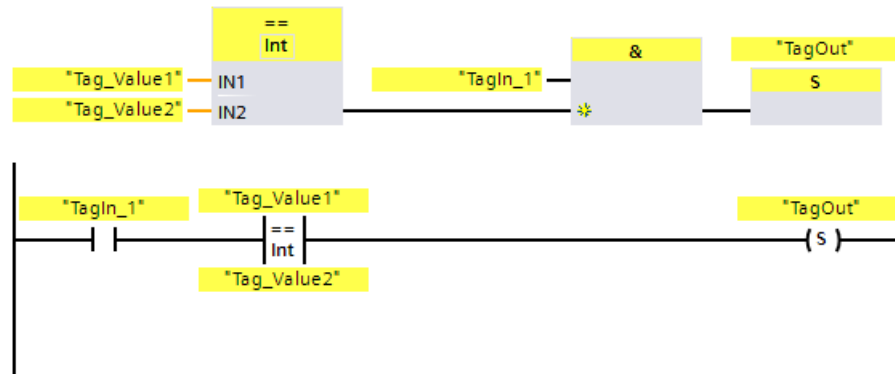 ==
Int
&
"TagOut"
"Tag_Value1"
IN1
"TagIn_1"
S
"Tag_Value2"
IN2
"TagIn_1"
"Tag_Value1"
"TagOut"
==
Int
S
"Tag_Value2"